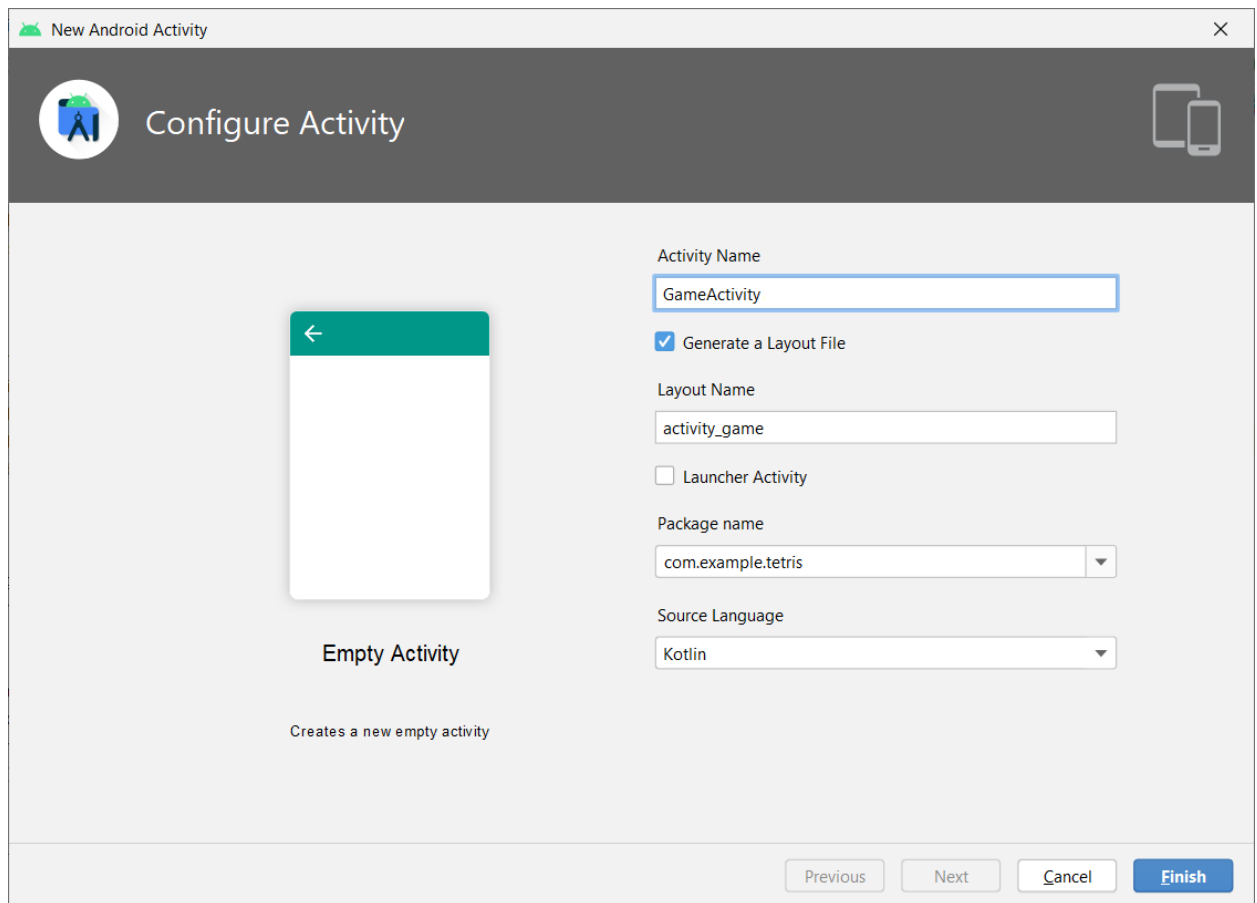 New Android Activity
Configure Activity
Activity Name
GameActivity
Generate a Layout File
Layout Name
activity_game
Launcher Activity
Package name
com.example.tetris
Source Language
Kotlin
Empty Activity
Creates a new empty activity
Previous
Next
Cancel
Finish